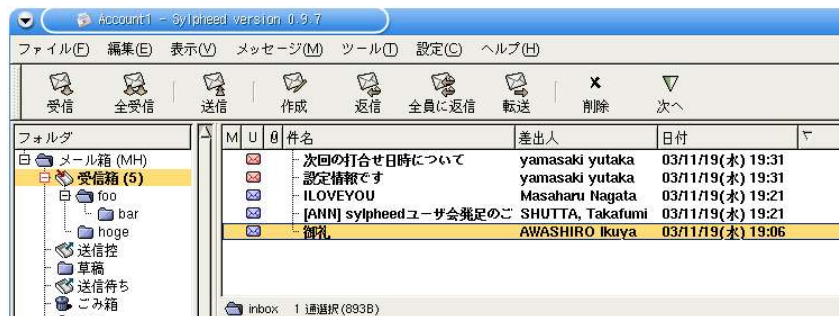 Account1 - Sylpheed version 0.9.7
ファイル(F) 編集(E) 表示(V) メッセージ(M) ツール(T) 設定(C) ヘルプ(H)
受信 全受信 送信 作成 返信 全員に返信 転送 削除 次へ
フォルダ M U 件名 差出人 日付
メール箱 (MH)
受信箱 (5)
foo
bar
hoge
送信控
草稿
送信待ち
ごみ箱
次回の打合せ日時について yamasaki yutaka 03/11/19(水) 19:31
設定情報です yamasaki yutaka 03/11/19(水) 19:31
ILOVEYOU Masaharu Nagata 03/11/19(水) 19:21
[ANN] sylpheedユーザ会発足のご SHUTTA, Takafumi 03/11/19(水) 19:21
御礼 AWASHIRO Ikuya 03/11/19(水) 19:06
inbox 1 通選択(893B)